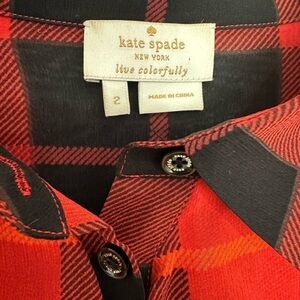 kate spade
NEW YORK
live colorfully
2
MADE IN CHINA